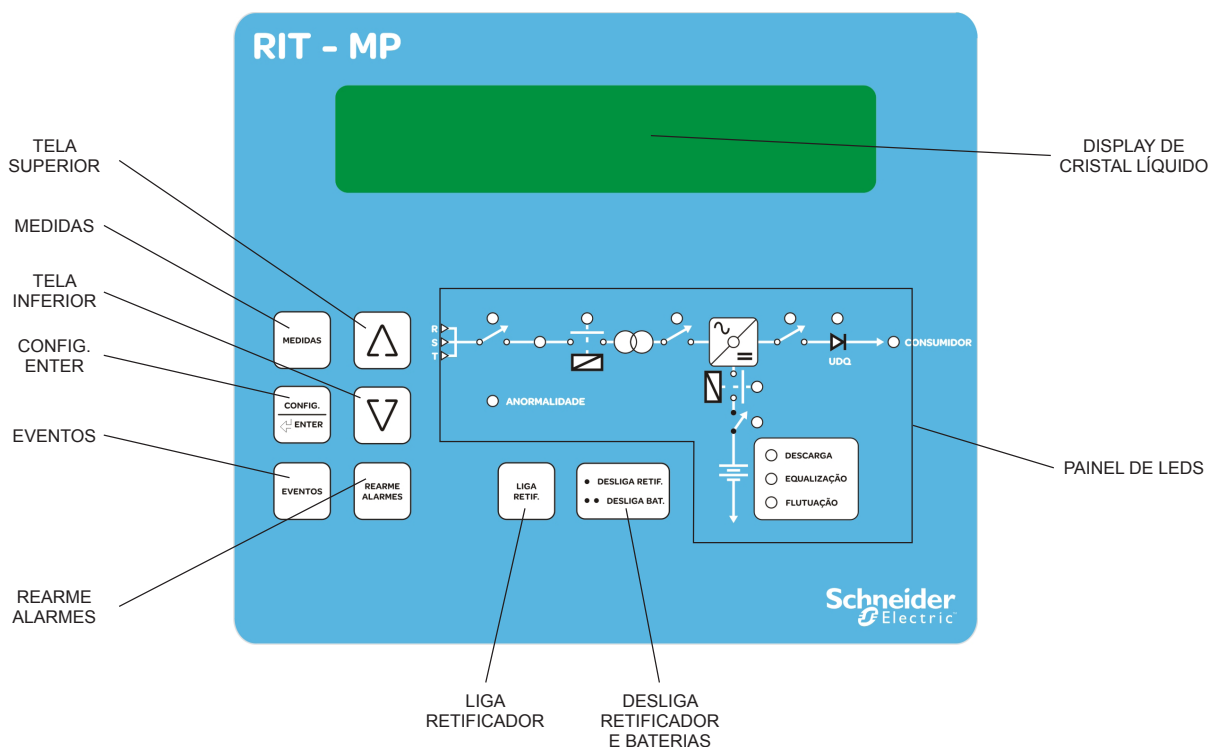 RIT - MP
TELA
SUPERIOR
DISPLAY DE
CRISTAL LÍQUIDO
MEDIDAS
TELA
INFERIOR
CONFIG.
ENTER
EVENTOS
REARME
ALARMES
MEDIDAS
CONFIG.
ENTER
EVENTOS
REARME
ALARMES
R
S
T
UDQ
CONSUMIDOR
ANORMALIDADE
LIGA
RETIF.
• DESLIGA RETIF.
• • DESLIGA BAT.
DESCARGA
EQUALIZAÇÃO
FLUTUAÇÃO
PAINEL DE LEDS
Schneider
Electric
LIGA
RETIFICADOR
DESLIGA
RETIFICADOR
E BATERIAS